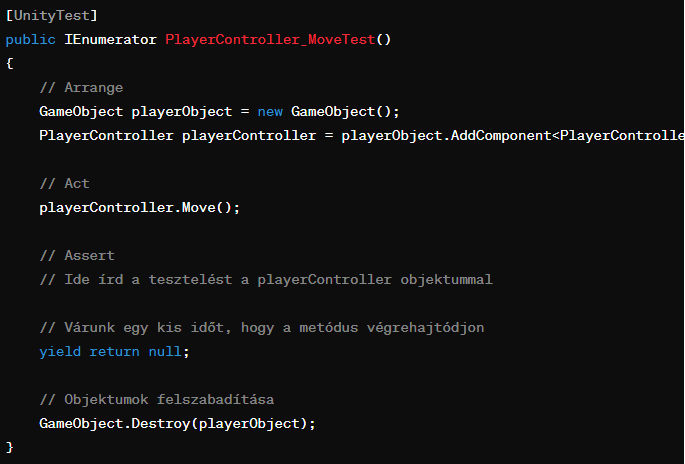 [UnityTest]
public IEnumerator PlayerController_MoveTest()
{
// Arrange
GameObject playerObject = new GameObject();
PlayerController playerController = playerObject.AddComponent<PlayerControlle
// Act
playerController.Move();
// Assert
// Ide írd a tesztelést a playerController objektummal
// Várunk egy kis időt, hogy a metódus végrehajtódjon
yield return null;
// Objektumok felszabadítása
GameObject.Destroy(playerObject);
}